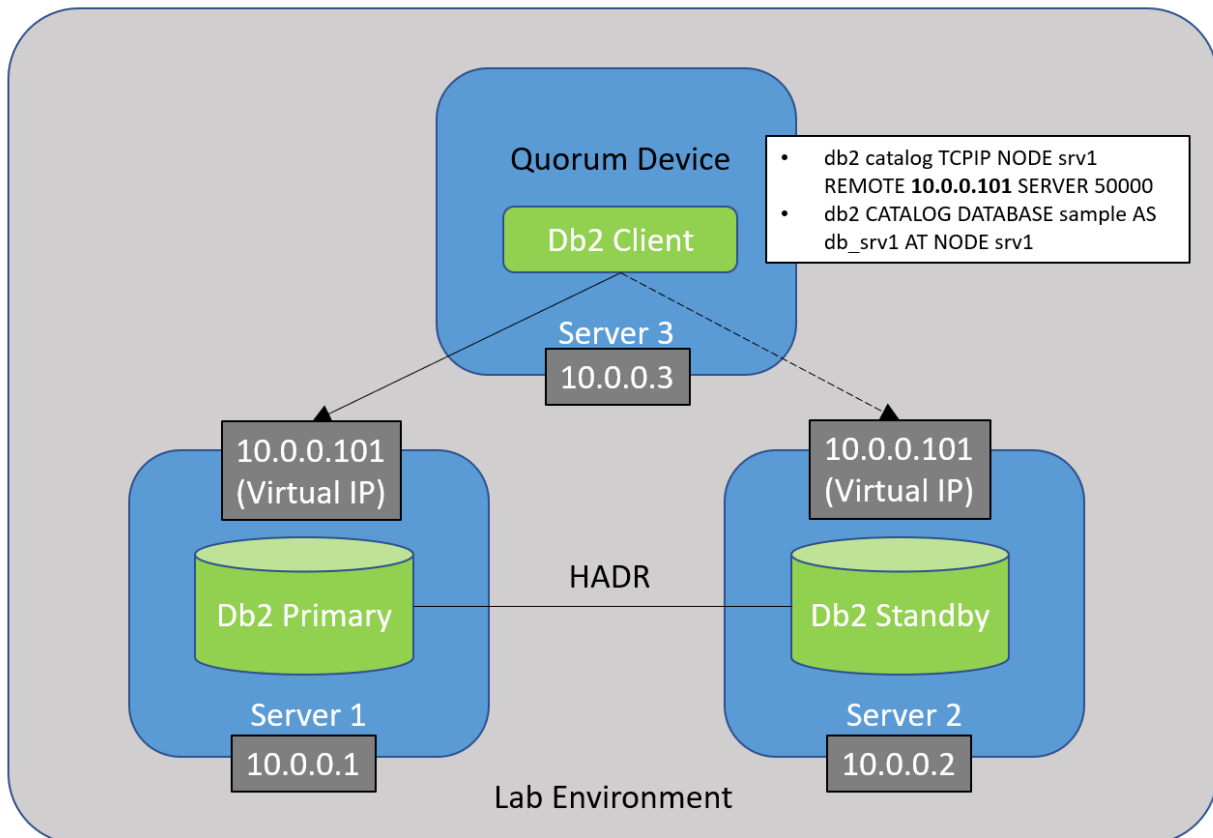 Quorum Device
• db2 catalog TCPIP NODE srv1
REMOTE 10.0.0.101 SERVER 50000
• db2 CATALOG DATABASE sample AS
db_srv1 AT NODE srv1
Db2 Client
Server 3
10.0.0.3
10.0.0.101
(Virtual IP)
10.0.0.101
(Virtual IP)
HADR
Db2 Primary
Db2 Standby
Server 1
Server 2
10.0.0.1
10.0.0.2
Lab Environment